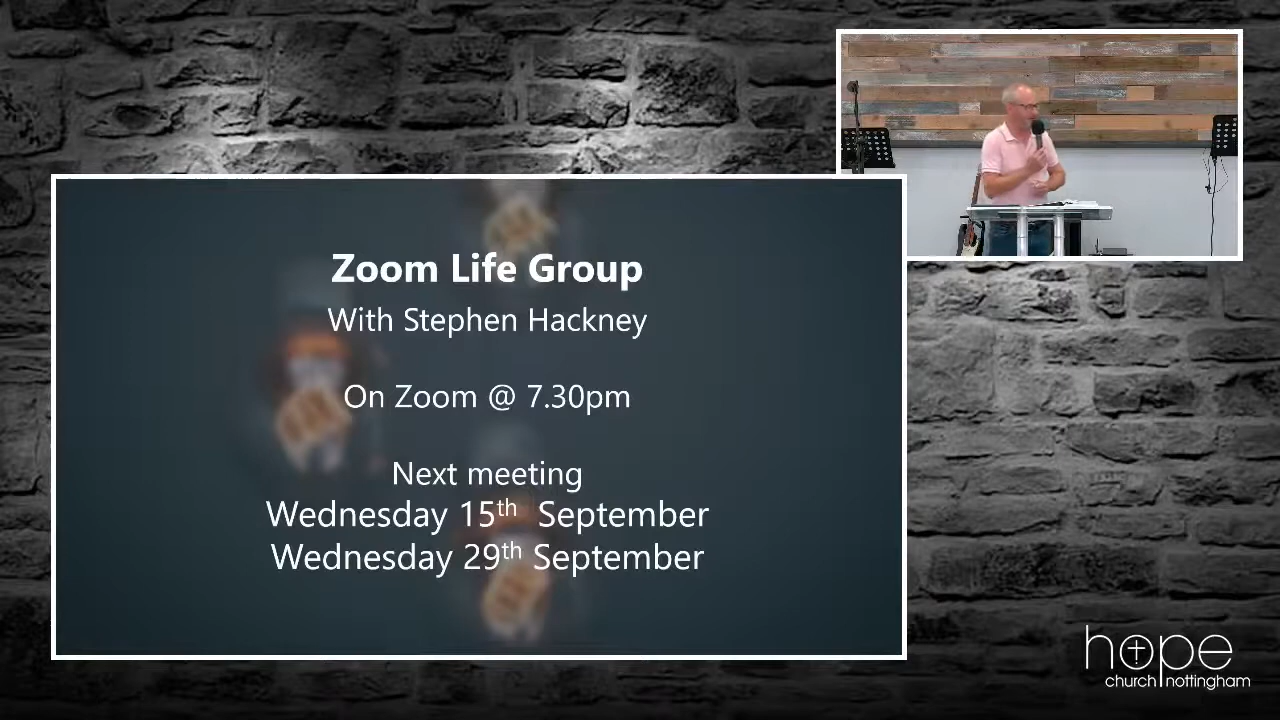 Zoom Life Group
With Stephen Hackney
On Zoom @ 7.30pm
Next meeting
Wednesday 15th September
Wednesday 29th September
hope
church nottingham